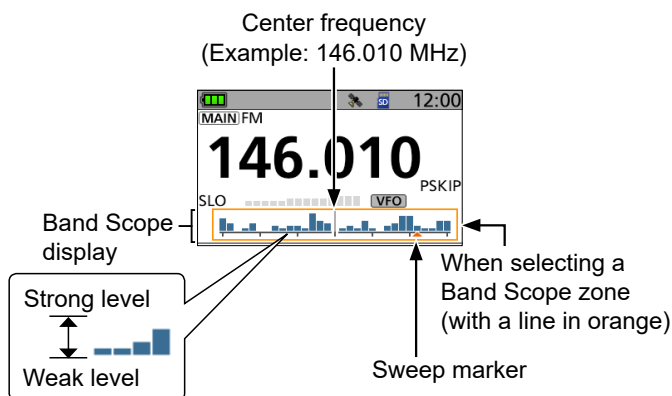 Center frequency
(Example: 146.010 MHz)
SD 12:00
MAIN FM
146.010
PSKIP
SLO VFO
Band Scope
display
When selecting a
Band Scope zone
(with a line in orange)
Strong level
Weak level
Sweep marker